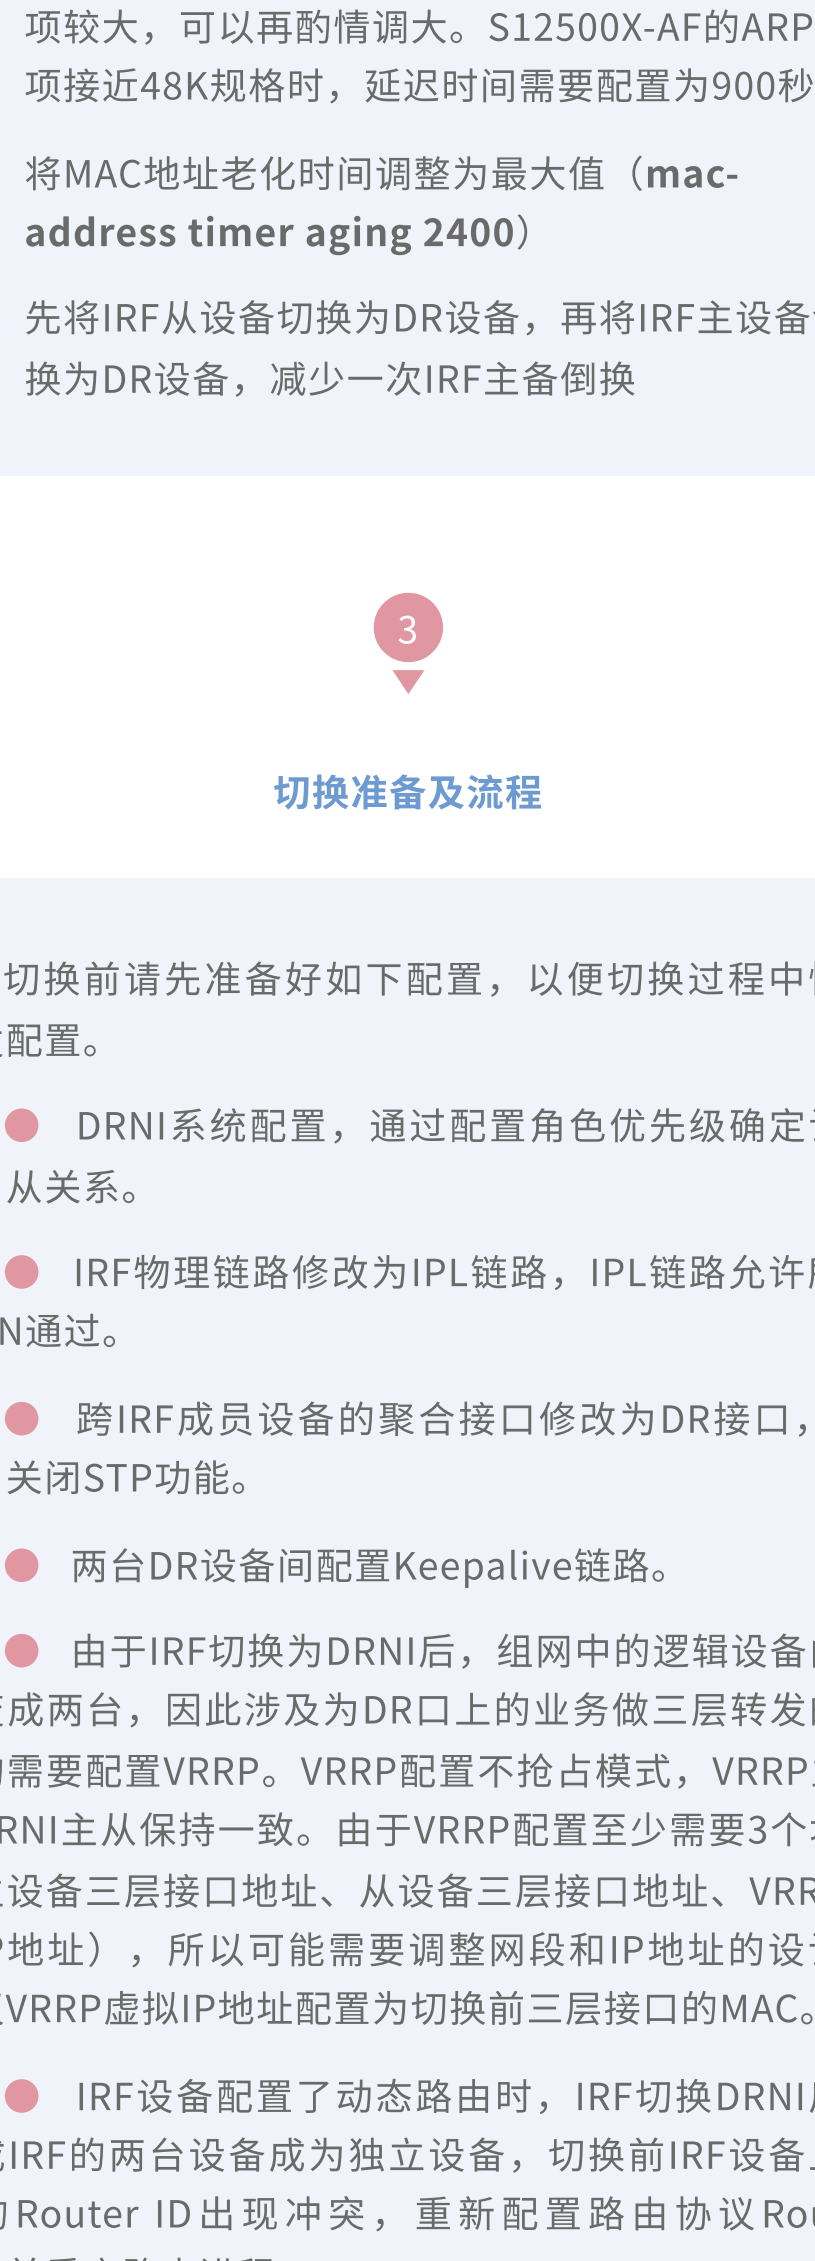 项较大，可以再酌情调大。S12500X-AF的ARP
项接近48K规格时，延迟时间需要配置为900秒
将MAC地址老化时间调整为最大值（mac-
address timer aging 2400）
先将IRF从设备切换为DR设备，再将IRF主设备
换为DR设备，减少一次IRF主备倒换
3
切换准备及流程
切换前请先准备好如下配置，以便切换过程中
配置。
DRNI系统配置，通过配置角色优先级确定
从关系。
IRF物理链路修改为IPL链路，IPL链路允许
N通过。
跨IRF成员设备的聚合接口修改为DR接口，
关闭STP功能。
两台DR设备间配置Keepalive链路。
由于IRF切换为DRNI后，组网中的逻辑设备
成两台，因此涉及为DR口上的业务做三层转发
需要配置VRRP。VRRP配置不抢占模式，VRRP
RNI主从保持一致。由于VRRP配置至少需要3个
设备三层接口地址、从设备三层接口地址、VRR
P地址），所以可能需要调整网段和IP地址的设
VRRP虚拟IP地址配置为切换前三层接口的MAC。
IRF设备配置了动态路由时，IRF切换DRNI
IRF的两台设备成为独立设备，切换前IRF设备
的Router ID出现冲突，重新配置路由协议Rou